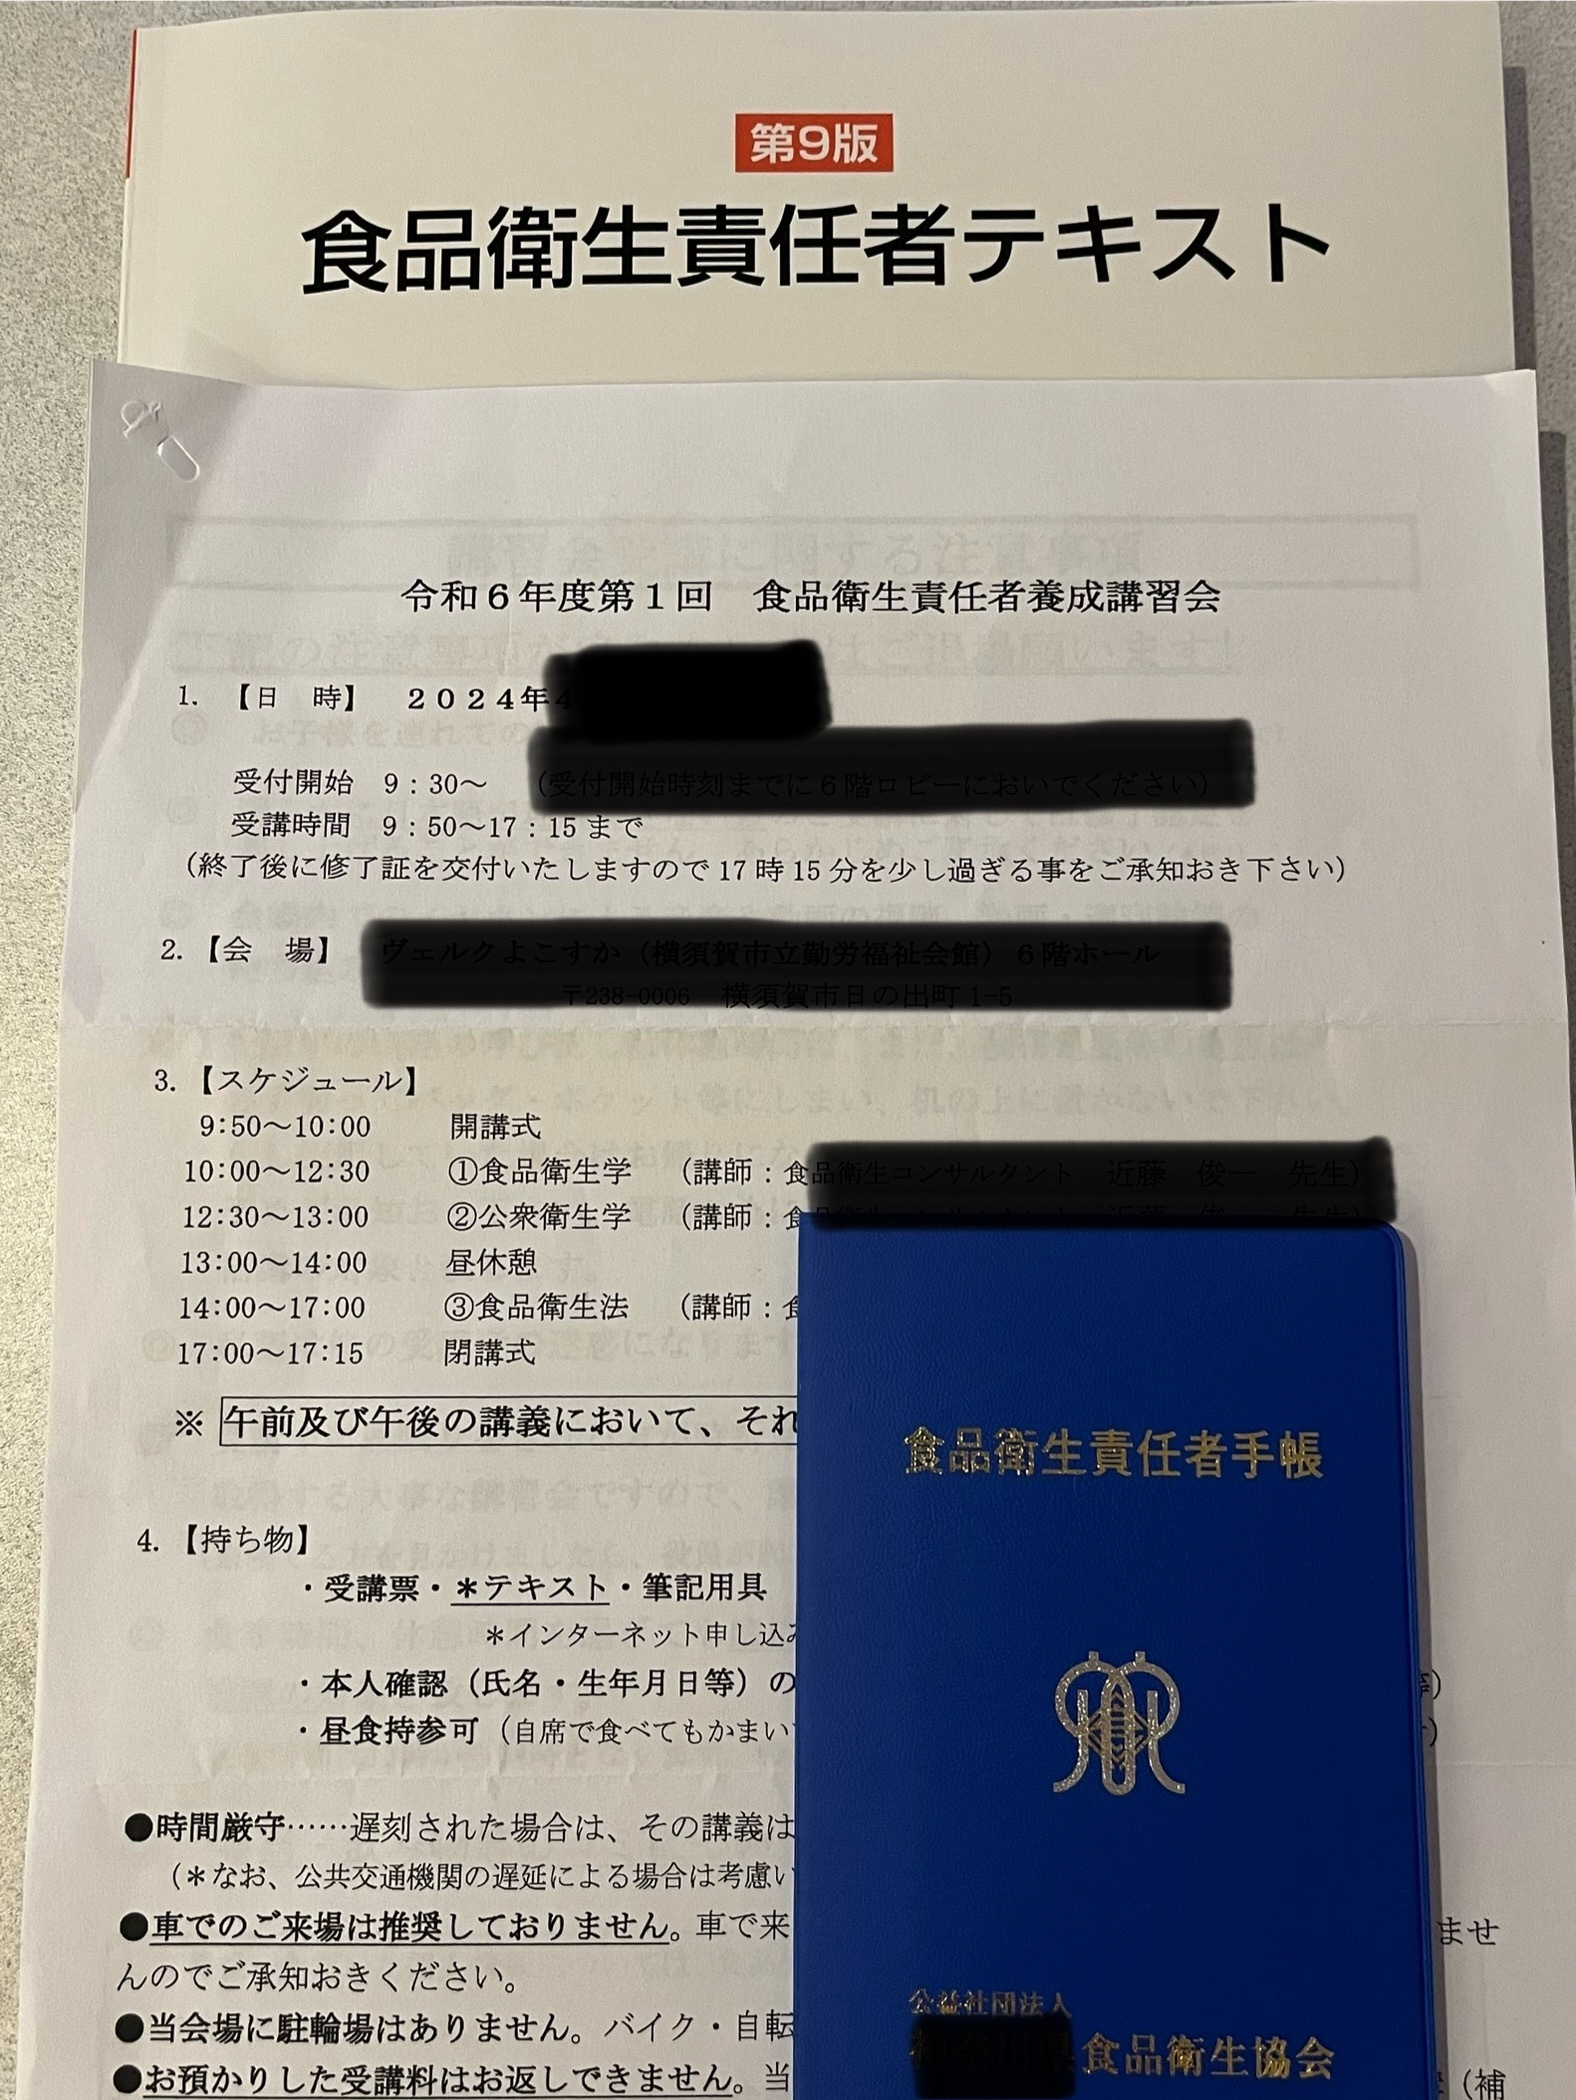 第9版
食品衛生責任者テキスト
令和６年度第１回　食品衛生責任者養成講習会
1. 【日　時】　２０２４年
受付開始　9：30～
受講時間　9：50～17：15まで
（終了後に修了証を交付いたしますので17時15分を少し過ぎる事をご承知おき下さい）
2. 【会　場】
3. 【スケジュール】
9:50～10:00　開講式
10:00～12:30　①食品衛生学　（講師：食
12:30～13:00　②公衆衛生学　（講師：食
13:00～14:00　昼休憩
14:00～17:00　③食品衛生法　（講師：食
17:00～17:15　閉講式
※ 午前及び午後の講義において、それ
4. 【持ち物】
・受講票・＊テキスト・筆記用具
＊インターネット申し込み
・本人確認（氏名・生年月日等）の
・昼食持参可（自席で食べてもかまい
●時間厳守……遅刻された場合は、その講義は
（＊なお、公共交通機関の遅延による場合は考慮い
●車でのご来場は推奨しておりません。車で来　ませ
んのでご承知おきください。
●当会場に駐輪場はありません。バイク・自転
●お預かりした受講料はお返しできません。当　（補
食品衛生責任者手帳
公益社団法人
食品衛生協会